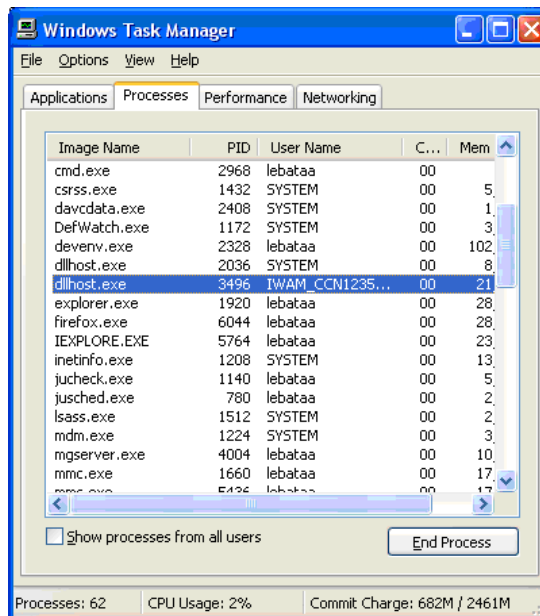 Windows Task Manager
File Options View Help
Applications Processes Performance Networking
Image Name PID User Name C... Mem
cmd.exe 2968 lebataa 00
csrss.exe 1432 SYSTEM 00 5
davcdata.exe 2408 SYSTEM 00 1
DefWatch.exe 1172 SYSTEM 00 3
devenv.exe 2328 lebataa 00 102
dllhost.exe 2036 SYSTEM 00 8
dllhost.exe 3496 IWAM_CCN1235... 00 21
explorer.exe 1920 lebataa 00 28
firefox.exe 6044 lebataa 00 28
IEXPLORE.EXE 5764 lebataa 00 23
inetinfo.exe 1208 SYSTEM 00 13
jucheck.exe 1140 lebataa 00 5
jusched.exe 780 lebataa 00 2
lsass.exe 1512 SYSTEM 00 2
mdm.exe 1224 SYSTEM 00 3
mgserver.exe 4004 lebataa 00 10
mmc.exe 1660 lebataa 00 17
mmc.exe 5436 lebataa 00 17
Show processes from all users
End Process
Processes: 62 CPU Usage: 2% Commit Charge: 682M / 2461M